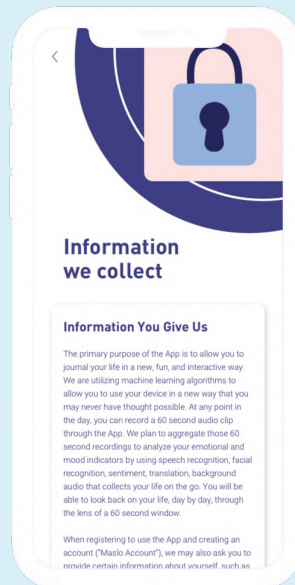 Information
we collect
Information You Give Us
The primary purpose of the App is to allow you to
journal your life in a new, fun, and interactive way.
We are utilizing machine learning algorithms to
allow you to use your device in a new way that you
may never have thought possible. At any point in
the day, you can record a 60 second audio clip
through the App. We plan to aggregate those 60
second recordings to analyze your emotional and
mood indicators by using speech recognition, facial
recognition, sentiment, translation, background
audio that collects your life on the go. You will be
able to look back on your life, day by day, through
the lens of a 60 second window.
When registering to use the App and creating an
account ("Maslo Account"), we may also ask you to
provide certain information about yourself, such as